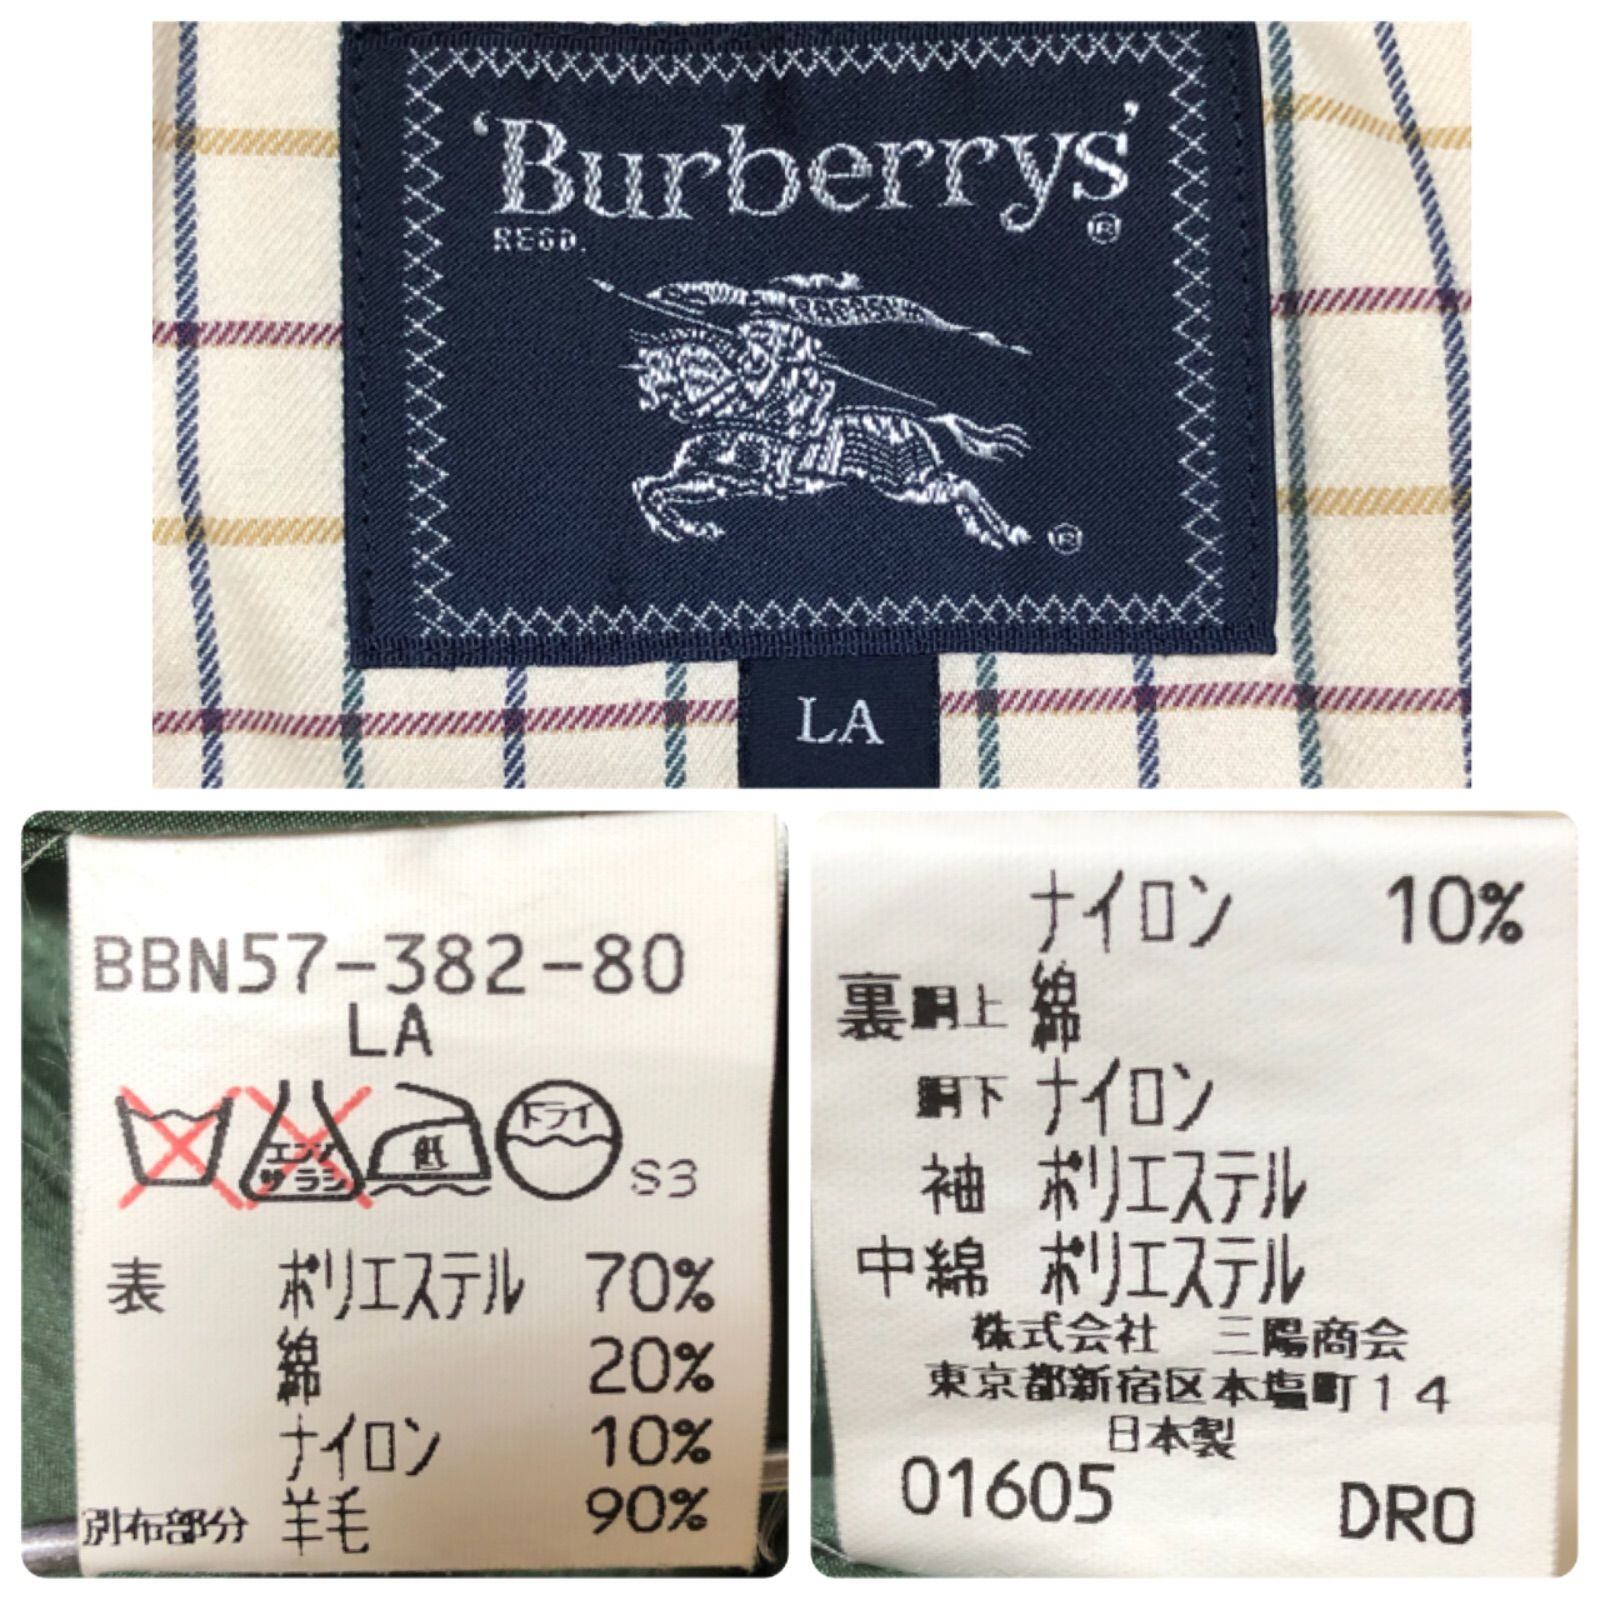 'Burberrys'
REGD.
®
®
LA
BBN57-382-80
LA
エンソ
サラシ
低
ドライ
S3
表 ポリエステル 70%
綿 20%
ナイロン 10%
別布部分 羊毛 90%
ナイロン 10%
裏 胴上 綿
胴下 ナイロン
袖 ポリエステル
中綿 ポリエステル
株式会社 三陽商会
東京都新宿区本塩町14
日本製
01605 DRO